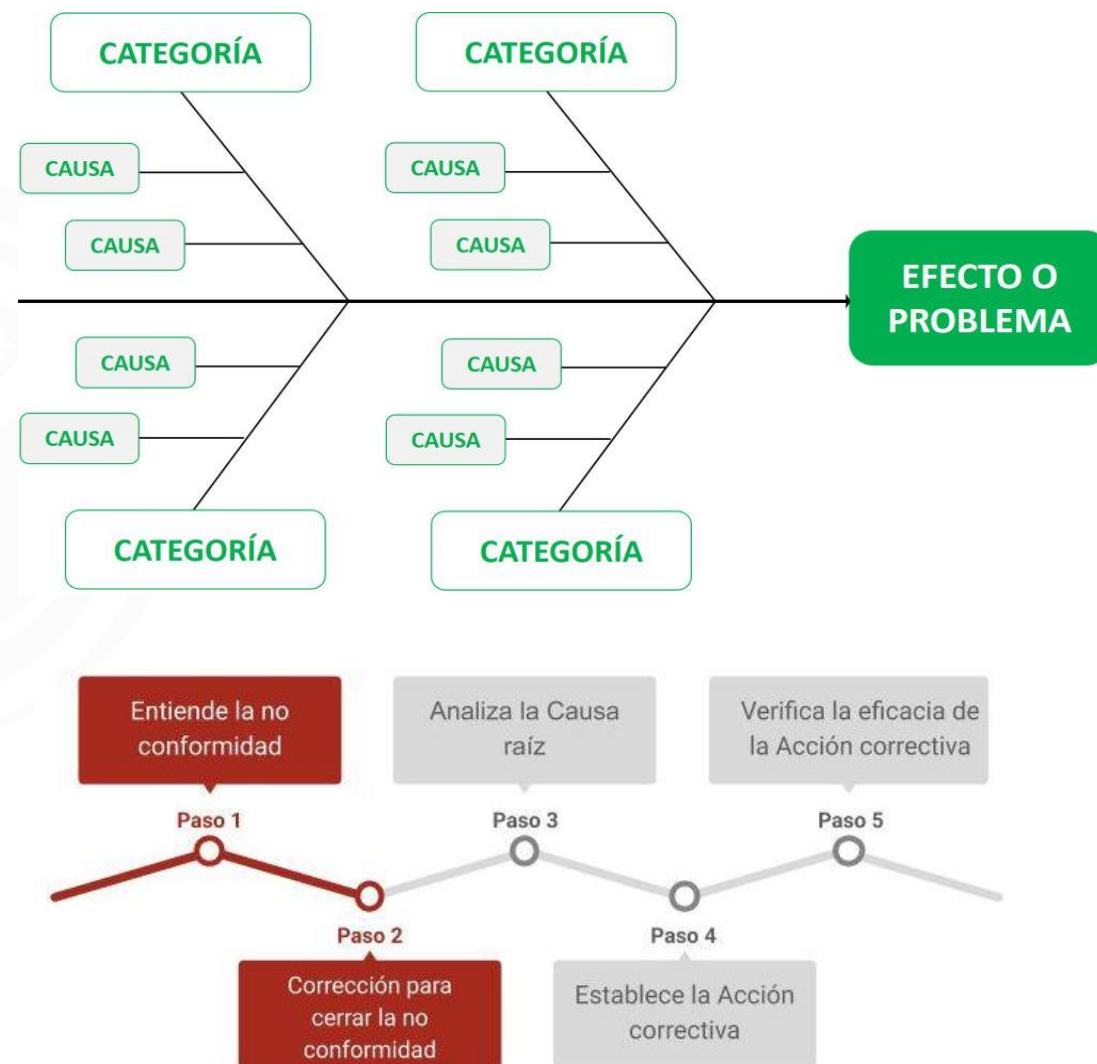 CATEGORÍA
CATEGORÍA
CAUSA
CAUSA
CAUSA
CAUSA
EFECTO O
PROBLEMA
CAUSA
CAUSA
CAUSA
CAUSA
CATEGORÍA
CATEGORÍA
Entiende la no
conformidad
Analiza la Causa
raíz
Verifica la eficacia de
la Acción correctiva
Paso 1
Paso 3
Paso 5
Paso 2
Paso 4
Corrección para
cerrar la no
conformidad
Establece la Acción
correctiva